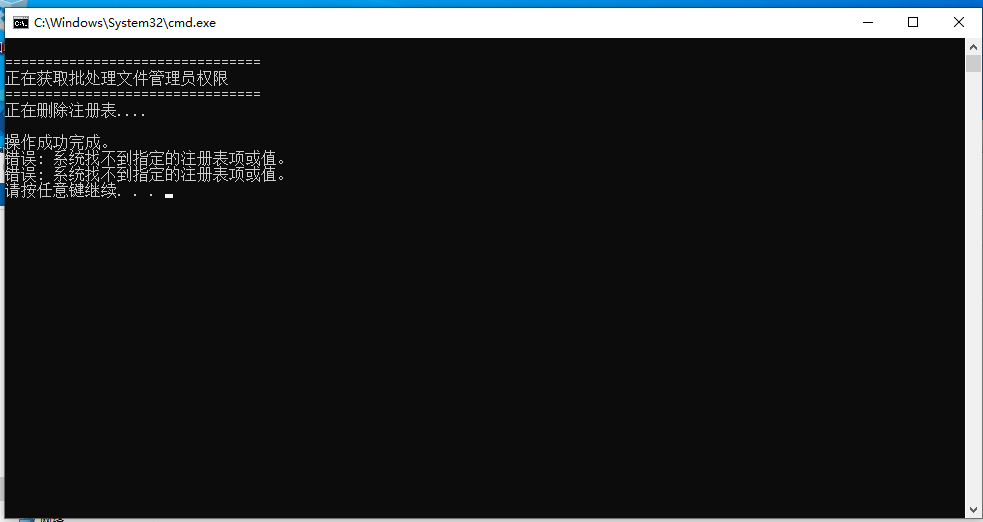 C:\Windows\System32\cmd.exe
================================
正在获取批处理文件管理员权限
================================
正在删除注册表....
操作成功完成。
错误: 系统找不到指定的注册表项或值。
错误: 系统找不到指定的注册表项或值。
请按任意键继续. . .